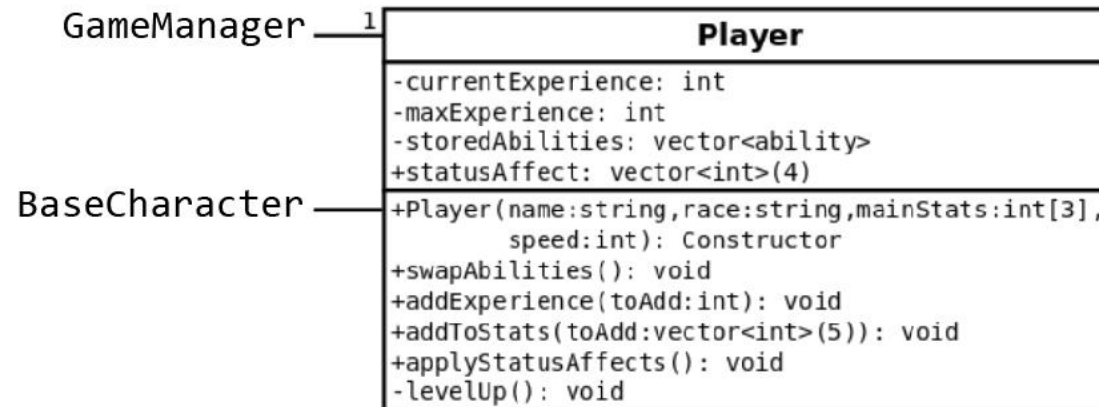 GameManager
1
Player
-currentExperience: int
-maxExperience: int
-storedAbilities: vector<ability>
+statusAffect: vector<int>(4)
BaseCharacter
+Player(name:string,race:string,mainStats:int[3],
speed:int): Constructor
+swapAbilities(): void
+addExperience(toAdd:int): void
+addToStats(toAdd:vector<int>(5)): void
+applyStatusAffects(): void
-levelUp(): void